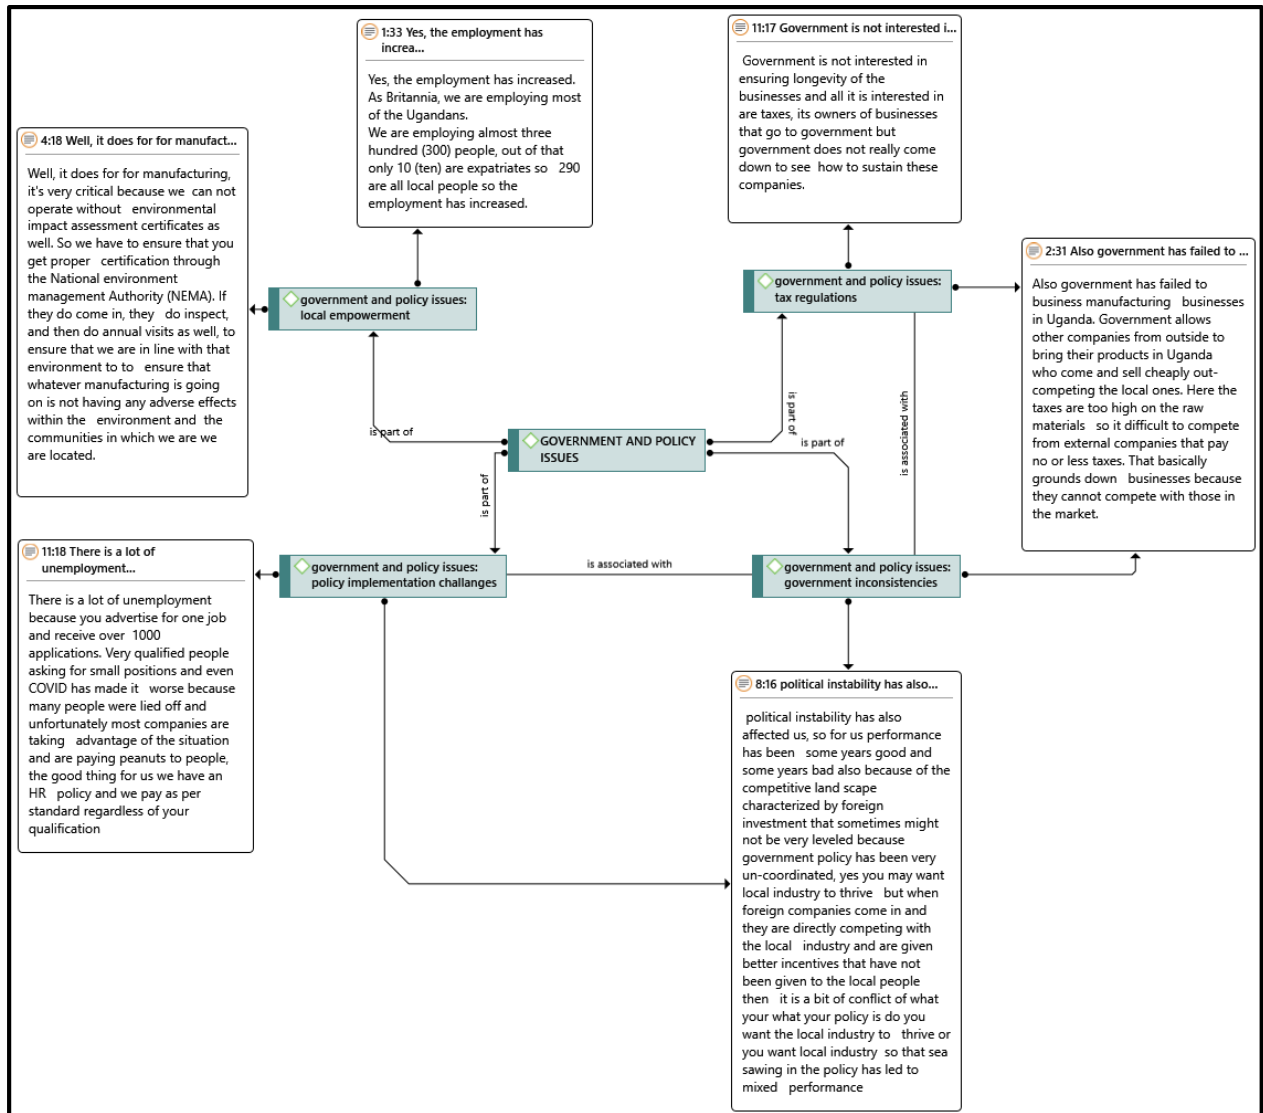 1:33 Yes, the employment has
increa...
Yes, the employment has increased.
As Britannia, we are employing most
of the Ugandans.
We are employing almost three
hundred (300) people, out of that
only 10 (ten) are expatriates so 290
are all local people so the
employment has increased.
11:17 Government is not interested i...
Government is not interested in
ensuring longevity of the
businesses and all it is interested in
are taxes, its owners of businesses
that go to government but
government does not really come
down to see how to sustain these
companies.
4:18 Well, it does for for manufact...
Well, it does for for manufacturing,
it's very critical because we can not
operate without environmental
impact assessment certificates as
well. So we have to ensure that you
get proper certification through
the National environment
management Authority (NEMA). If
they do come in, they do inspect,
and then do annual visits as well, to
ensure that we are in line with that
environment to to ensure that
whatever manufacturing is going
on is not having any adverse effects
within the environment and the
communities in which we are we
are located.
2:31 Also government has failed to ...
Also government has failed to
business manufacturing businesses
in Uganda. Government allows
other companies from outside to
bring their products in Uganda
who come and sell cheaply out-
competing the local ones. Here the
taxes are too high on the raw
materials so it difficult to compete
from external companies that pay
no or less taxes. That basically
grounds down businesses because
they cannot compete with those in
the market.
government and policy issues:
local empowerment
government and policy issues:
tax regulations
is part of
is part of
is associated with
GOVERNMENT AND POLICY
ISSUES
is part of
is part of
11:18 There is a lot of
unemployment...
There is a lot of unemployment
because you advertise for one job
and receive over 1000
applications. Very qualified people
asking for small positions and even
COVID has made it worse because
many people were lied off and
unfortunately most companies are
taking advantage of the situation
and are paying peanuts to people,
the good thing for us we have an
HR policy and we pay as per
standard regardless of your
qualification
government and policy issues:
policy implementation challanges
is associated with
government and policy issues:
government inconsistencies
8:16 political instability has also...
political instability has also
affected us, so for us performance
has been some years good and
some years bad also because of the
competitive land scape
characterized by foreign
investment that sometimes might
not be very leveled because
government policy has been very
un-coordinated, yes you may want
local industry to thrive but when
foreign companies come in and
they are directly competing with
the local industry and are given
better incentives that have not
been given to the local people
then it is a bit of conflict of what
your what your policy is do you
want the local industry to thrive or
you want local industry so that sea
sawing in the policy has led to
mixed performance